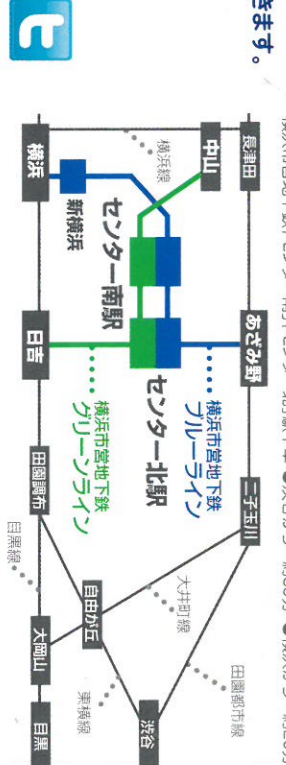 きます。
長津田
あざみ野
二子玉川
田園都市線
渋谷
中山
横浜線
センター北駅
横浜市営地下鉄
ブルーライン
センター南駅
横浜市営地下鉄
グリーンライン
大井町線
自由が丘
東横線
新横浜
横浜
日吉
田園調布
目黒線
大岡山
目黒